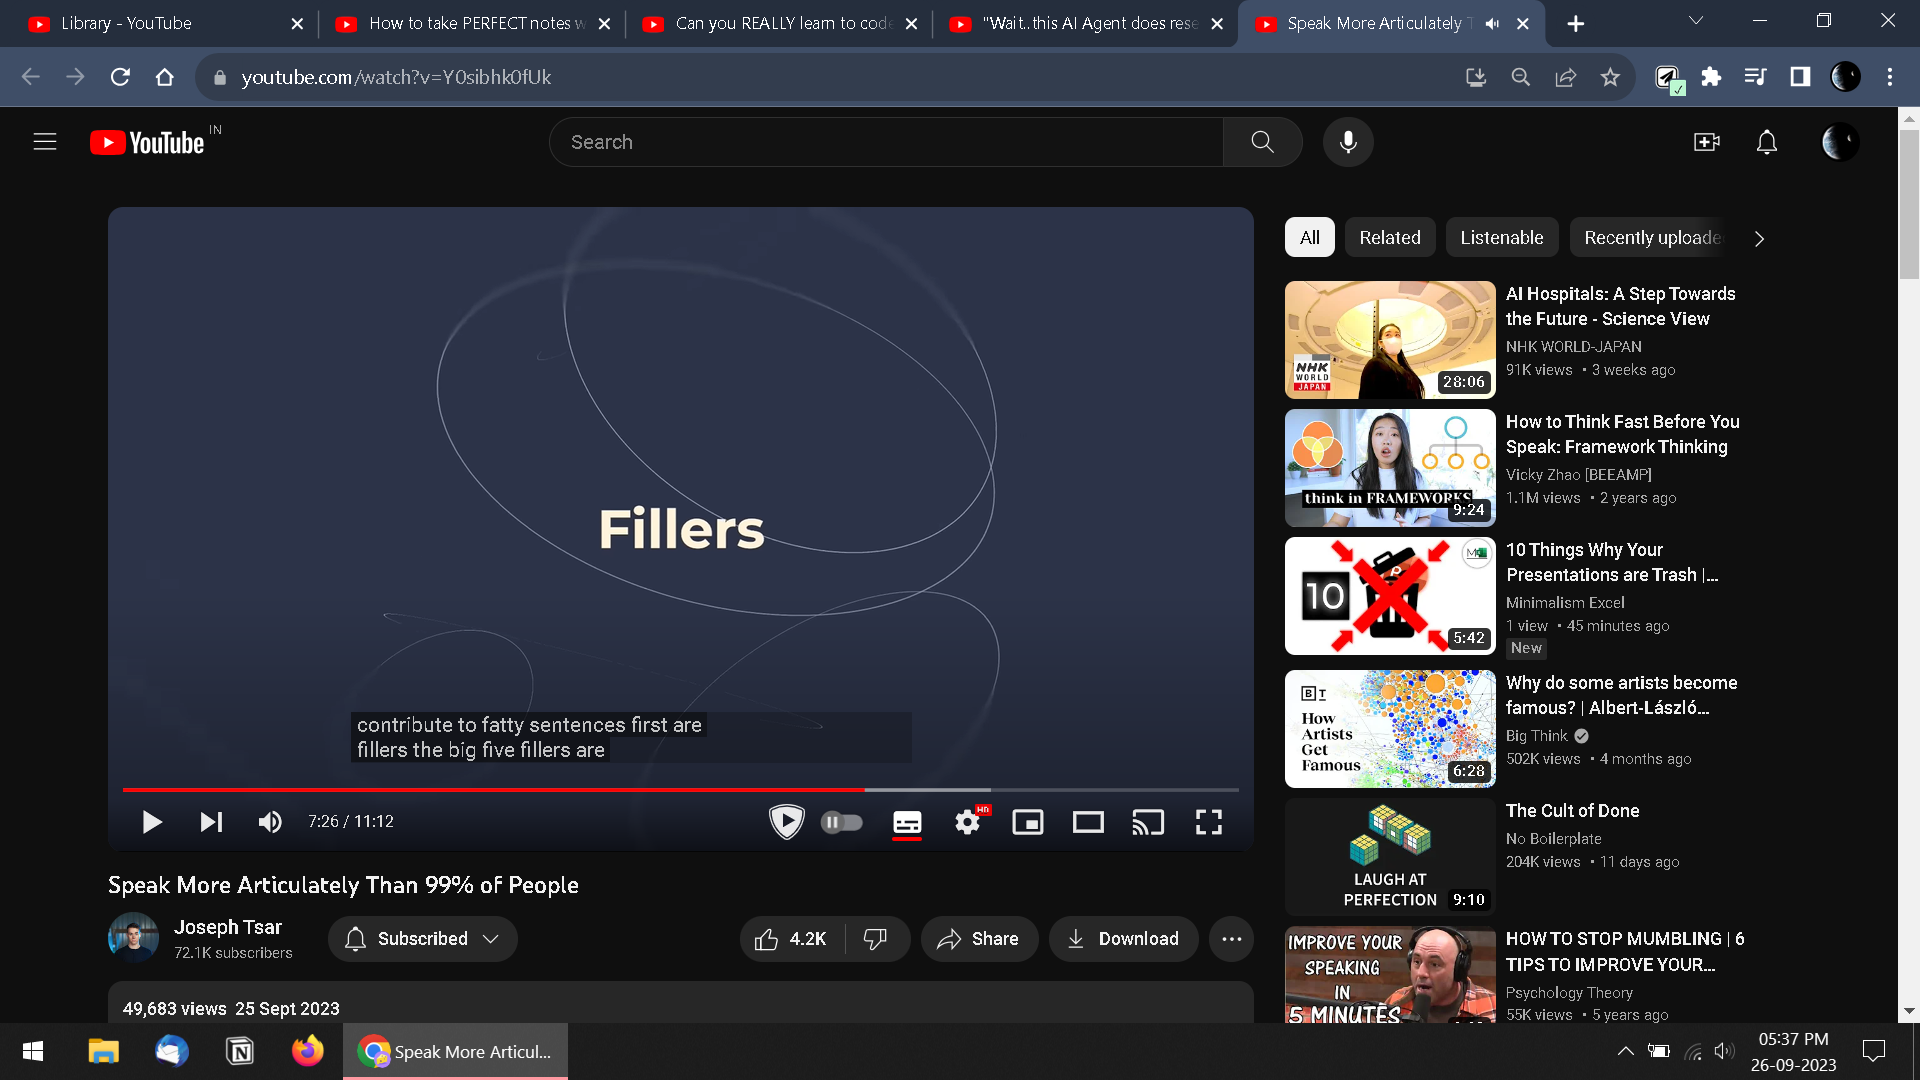 Library - YouTube
How to take PERFECT notes w
Can you REALLY learn to code
"Wait..this AI Agent does rese
Speak More Articulately T
youtube.com/watch?v=Y0sibhk0fUk
YouTube IN
Search
All
Related
Listenable
Recently uploade
Fillers
contribute to fatty sentences first are
fillers the big five fillers are
7:26 / 11:12
HD
Speak More Articulately Than 99% of People
Joseph Tsar
72.1K subscribers
Subscribed
4.2K
Share
Download
49,683 views 25 Sept 2023
NHK
WORLD
JAPAN
28:06
AI Hospitals: A Step Towards
the Future - Science View
NHK WORLD-JAPAN
91K views • 3 weeks ago
think in FRAMEWORKS
9:24
How to Think Fast Before You
Speak: Framework Thinking
Vicky Zhao [BEEAMP]
1.1M views • 2 years ago
10
P
5:42
10 Things Why Your
Presentations are Trash |...
Minimalism Excel
1 view • 45 minutes ago
New
B T
How
Artists
Get
Famous
6:28
Why do some artists become
famous? | Albert-László...
Big Think
502K views • 4 months ago
LAUGH AT
PERFECTION
9:10
The Cult of Done
No Boilerplate
204K views • 11 days ago
IMPROVE YOUR
SPEAKING
IN
5 MINUTES
HOW TO STOP MUMBLING | 6
TIPS TO IMPROVE YOUR...
Psychology Theory
55K views • 5 years ago
Speak More Articul...
05:37 PM
26-09-2023